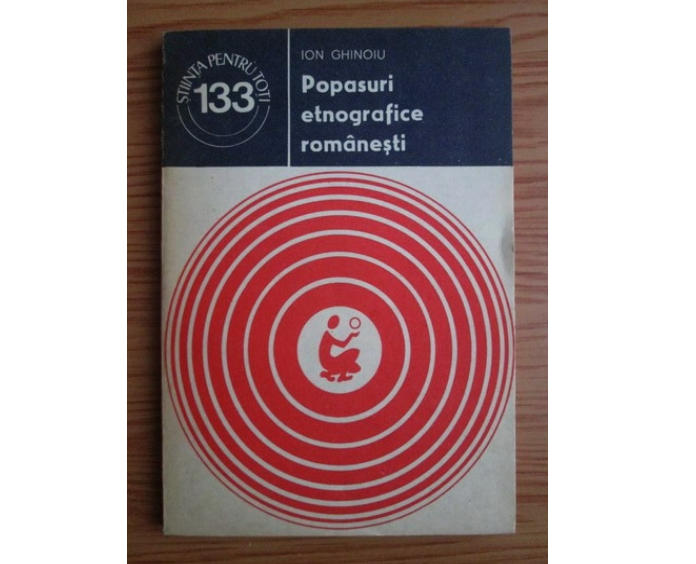 ȘTIINȚA PENTRU TOȚI
133
ION GHINOIU
Popasuri
etnografice
românești